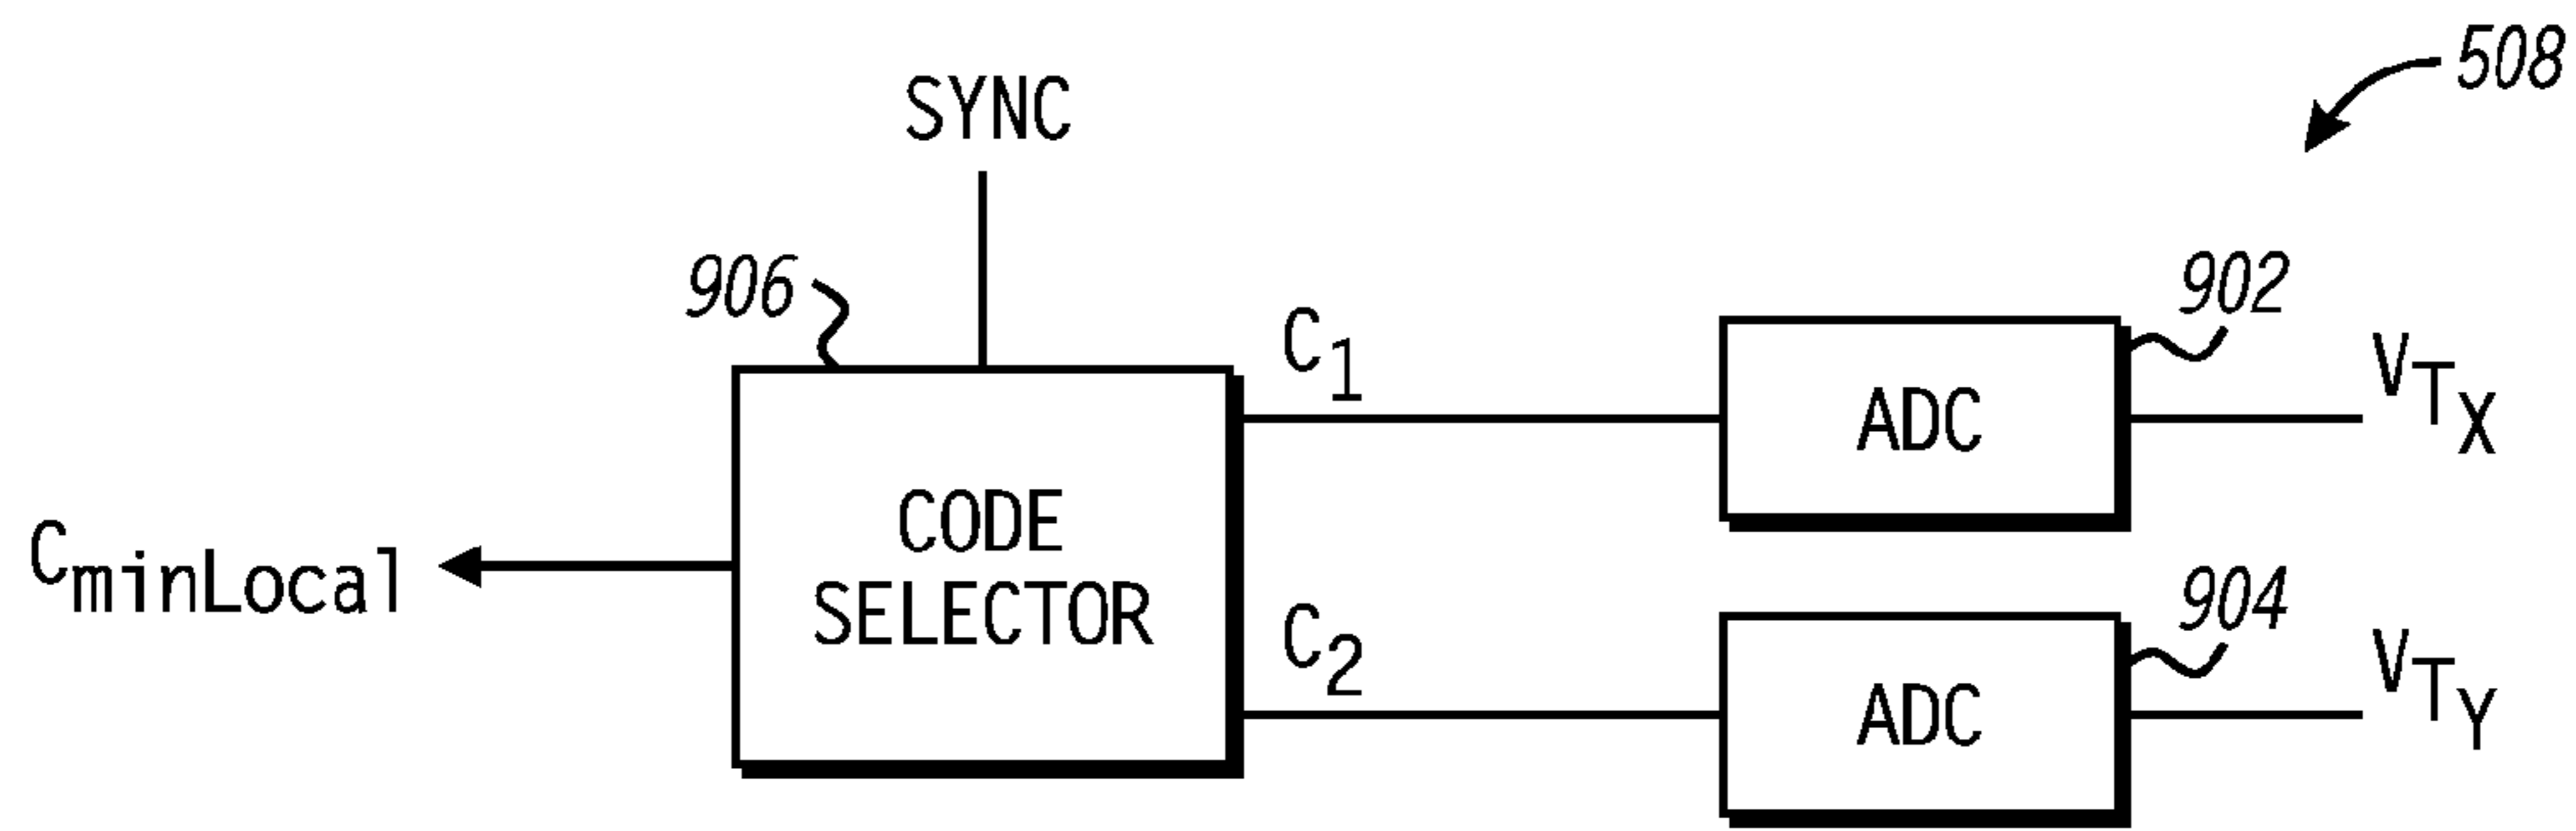 508
SYNC
906
902
C1
VTX
ADC
CODE
SELECTOR
CminLocal
904
C2
VTY
ADC